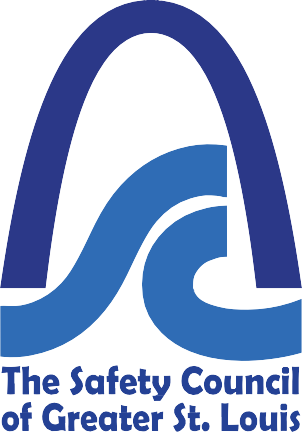 The Safety Council
of Greater St. Louis